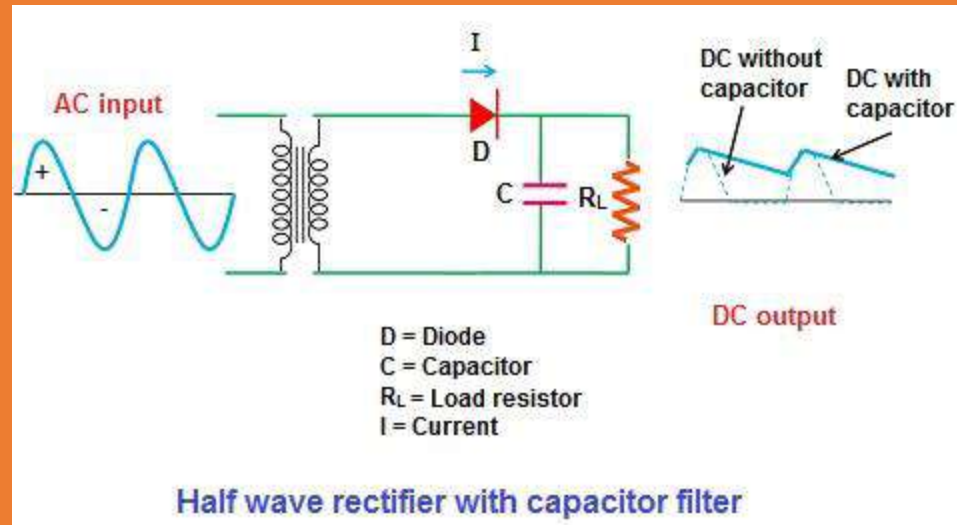 AC input
+
-
I
D
C
RL
DC without
capacitor
DC with
capacitor
DC output
D = Diode
C = Capacitor
RL = Load resistor
I = Current
Half wave rectifier with capacitor filter